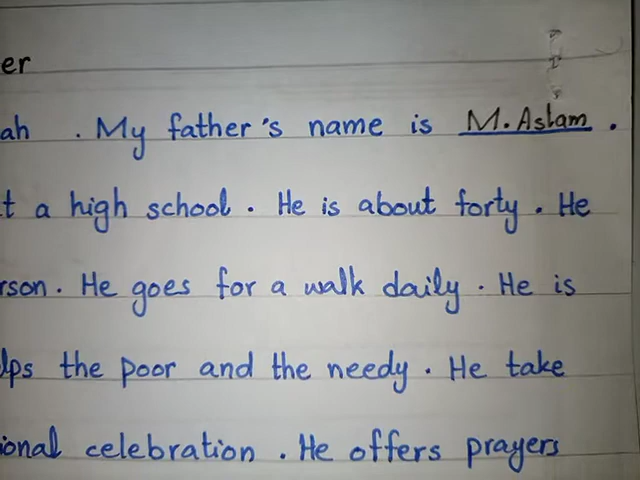 er
ah . My father's name is M. Aslam .
t a high school . He is about forty . He
rson . He goes for a walk daily . He is
lps the poor and the needy . He take
ional celebration . He offers prayers